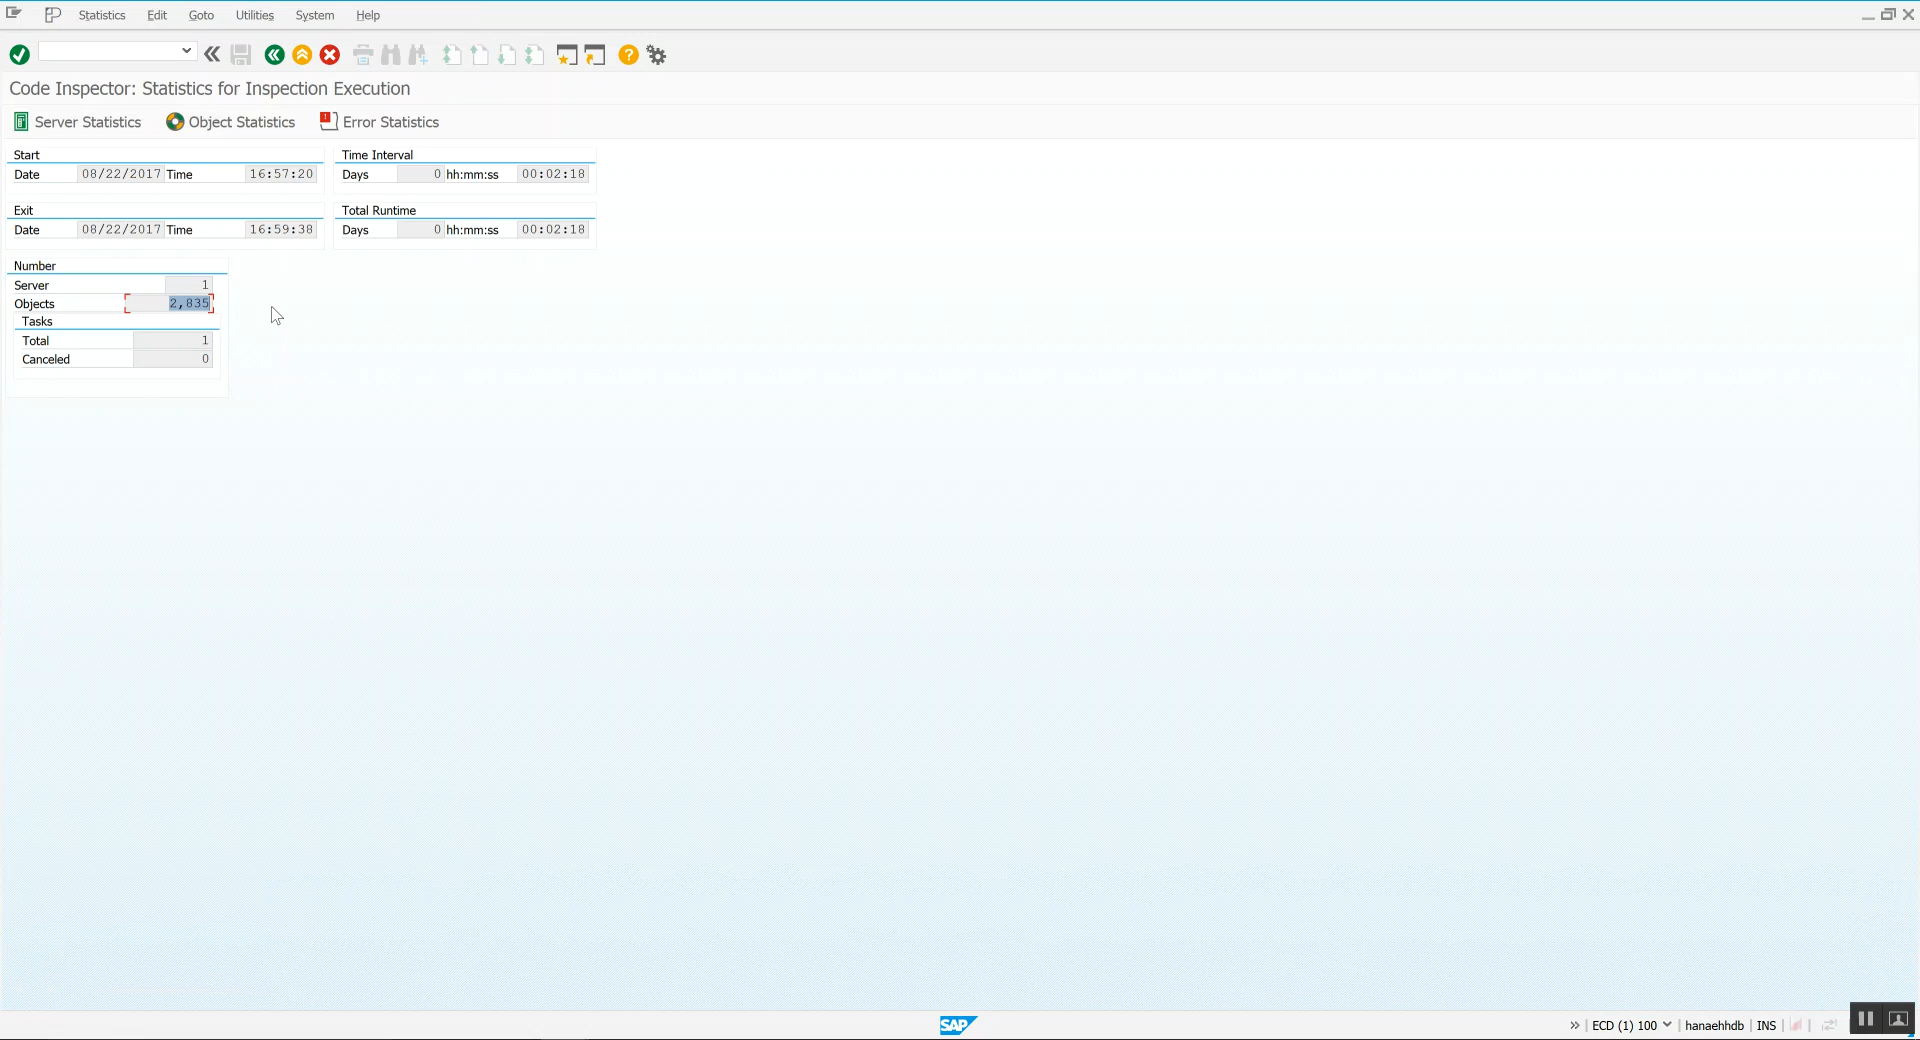 Statistics Edit Goto Utilities System Help
Code Inspector: Statistics for Inspection Execution
Server Statistics Object Statistics Error Statistics
Start
Date 08/22/2017 Time 16:57:20
Time Interval
Days 0 hh:mm:ss 00:02:18
Exit
Date 08/22/2017 Time 16:59:38
Total Runtime
Days 0 hh:mm:ss 00:02:18
Number
Server 1
Objects 2,835
Tasks
Total 1
Canceled 0
SAP
ECD (1) 100 hanaehhdb INS